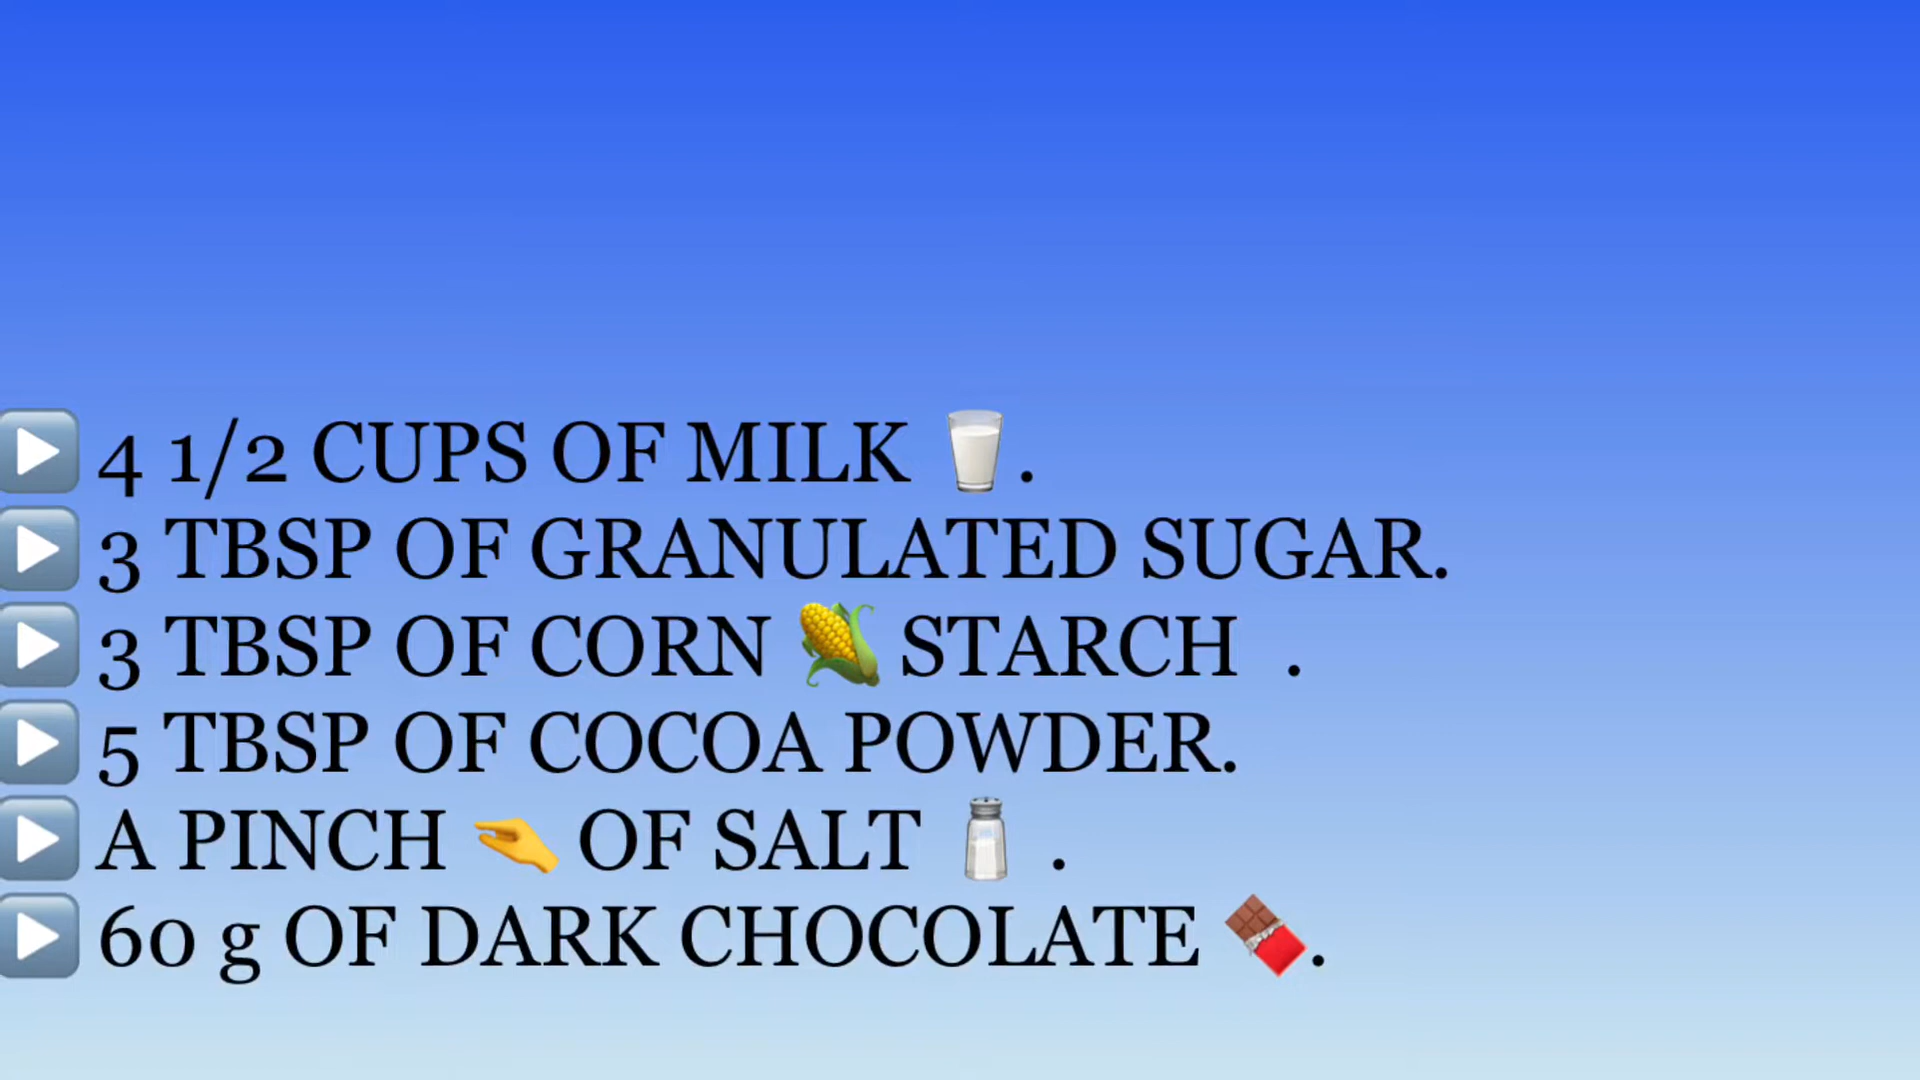 ▶️ 4 1/2 CUPS OF MILK 🥛.
▶️ 3 TBSP OF GRANULATED SUGAR.
▶️ 3 TBSP OF CORN 🌽 STARCH  .
▶️ 5 TBSP OF COCOA POWDER.
▶️ A PINCH 🫴 OF SALT 🧂 .
▶️ 60 g OF DARK CHOCOLATE 🍫.